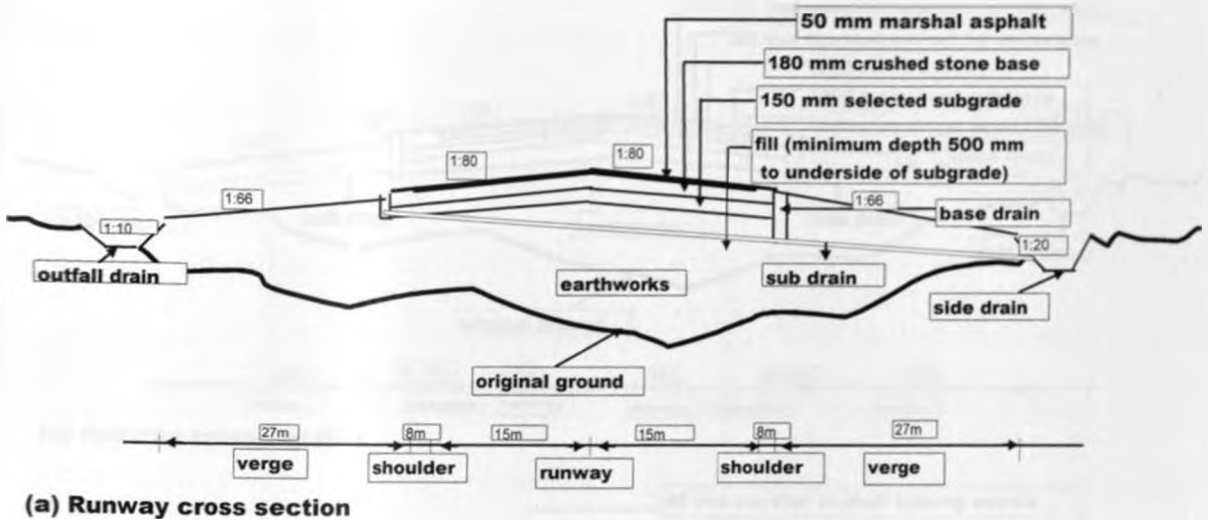 50 mm marshal asphalt
180 mm crushed stone base
150 mm selected subgrade
fill (minimum depth 500 mm
to underside of subgrade)
1:80
1:80
1:66
1:66
base drain
1:10
1:20
outfall drain
earthworks
sub drain
side drain
original ground
27m
8m
15m
15m
8m
27m
verge
shoulder
runway
shoulder
verge
(a) Runway cross section